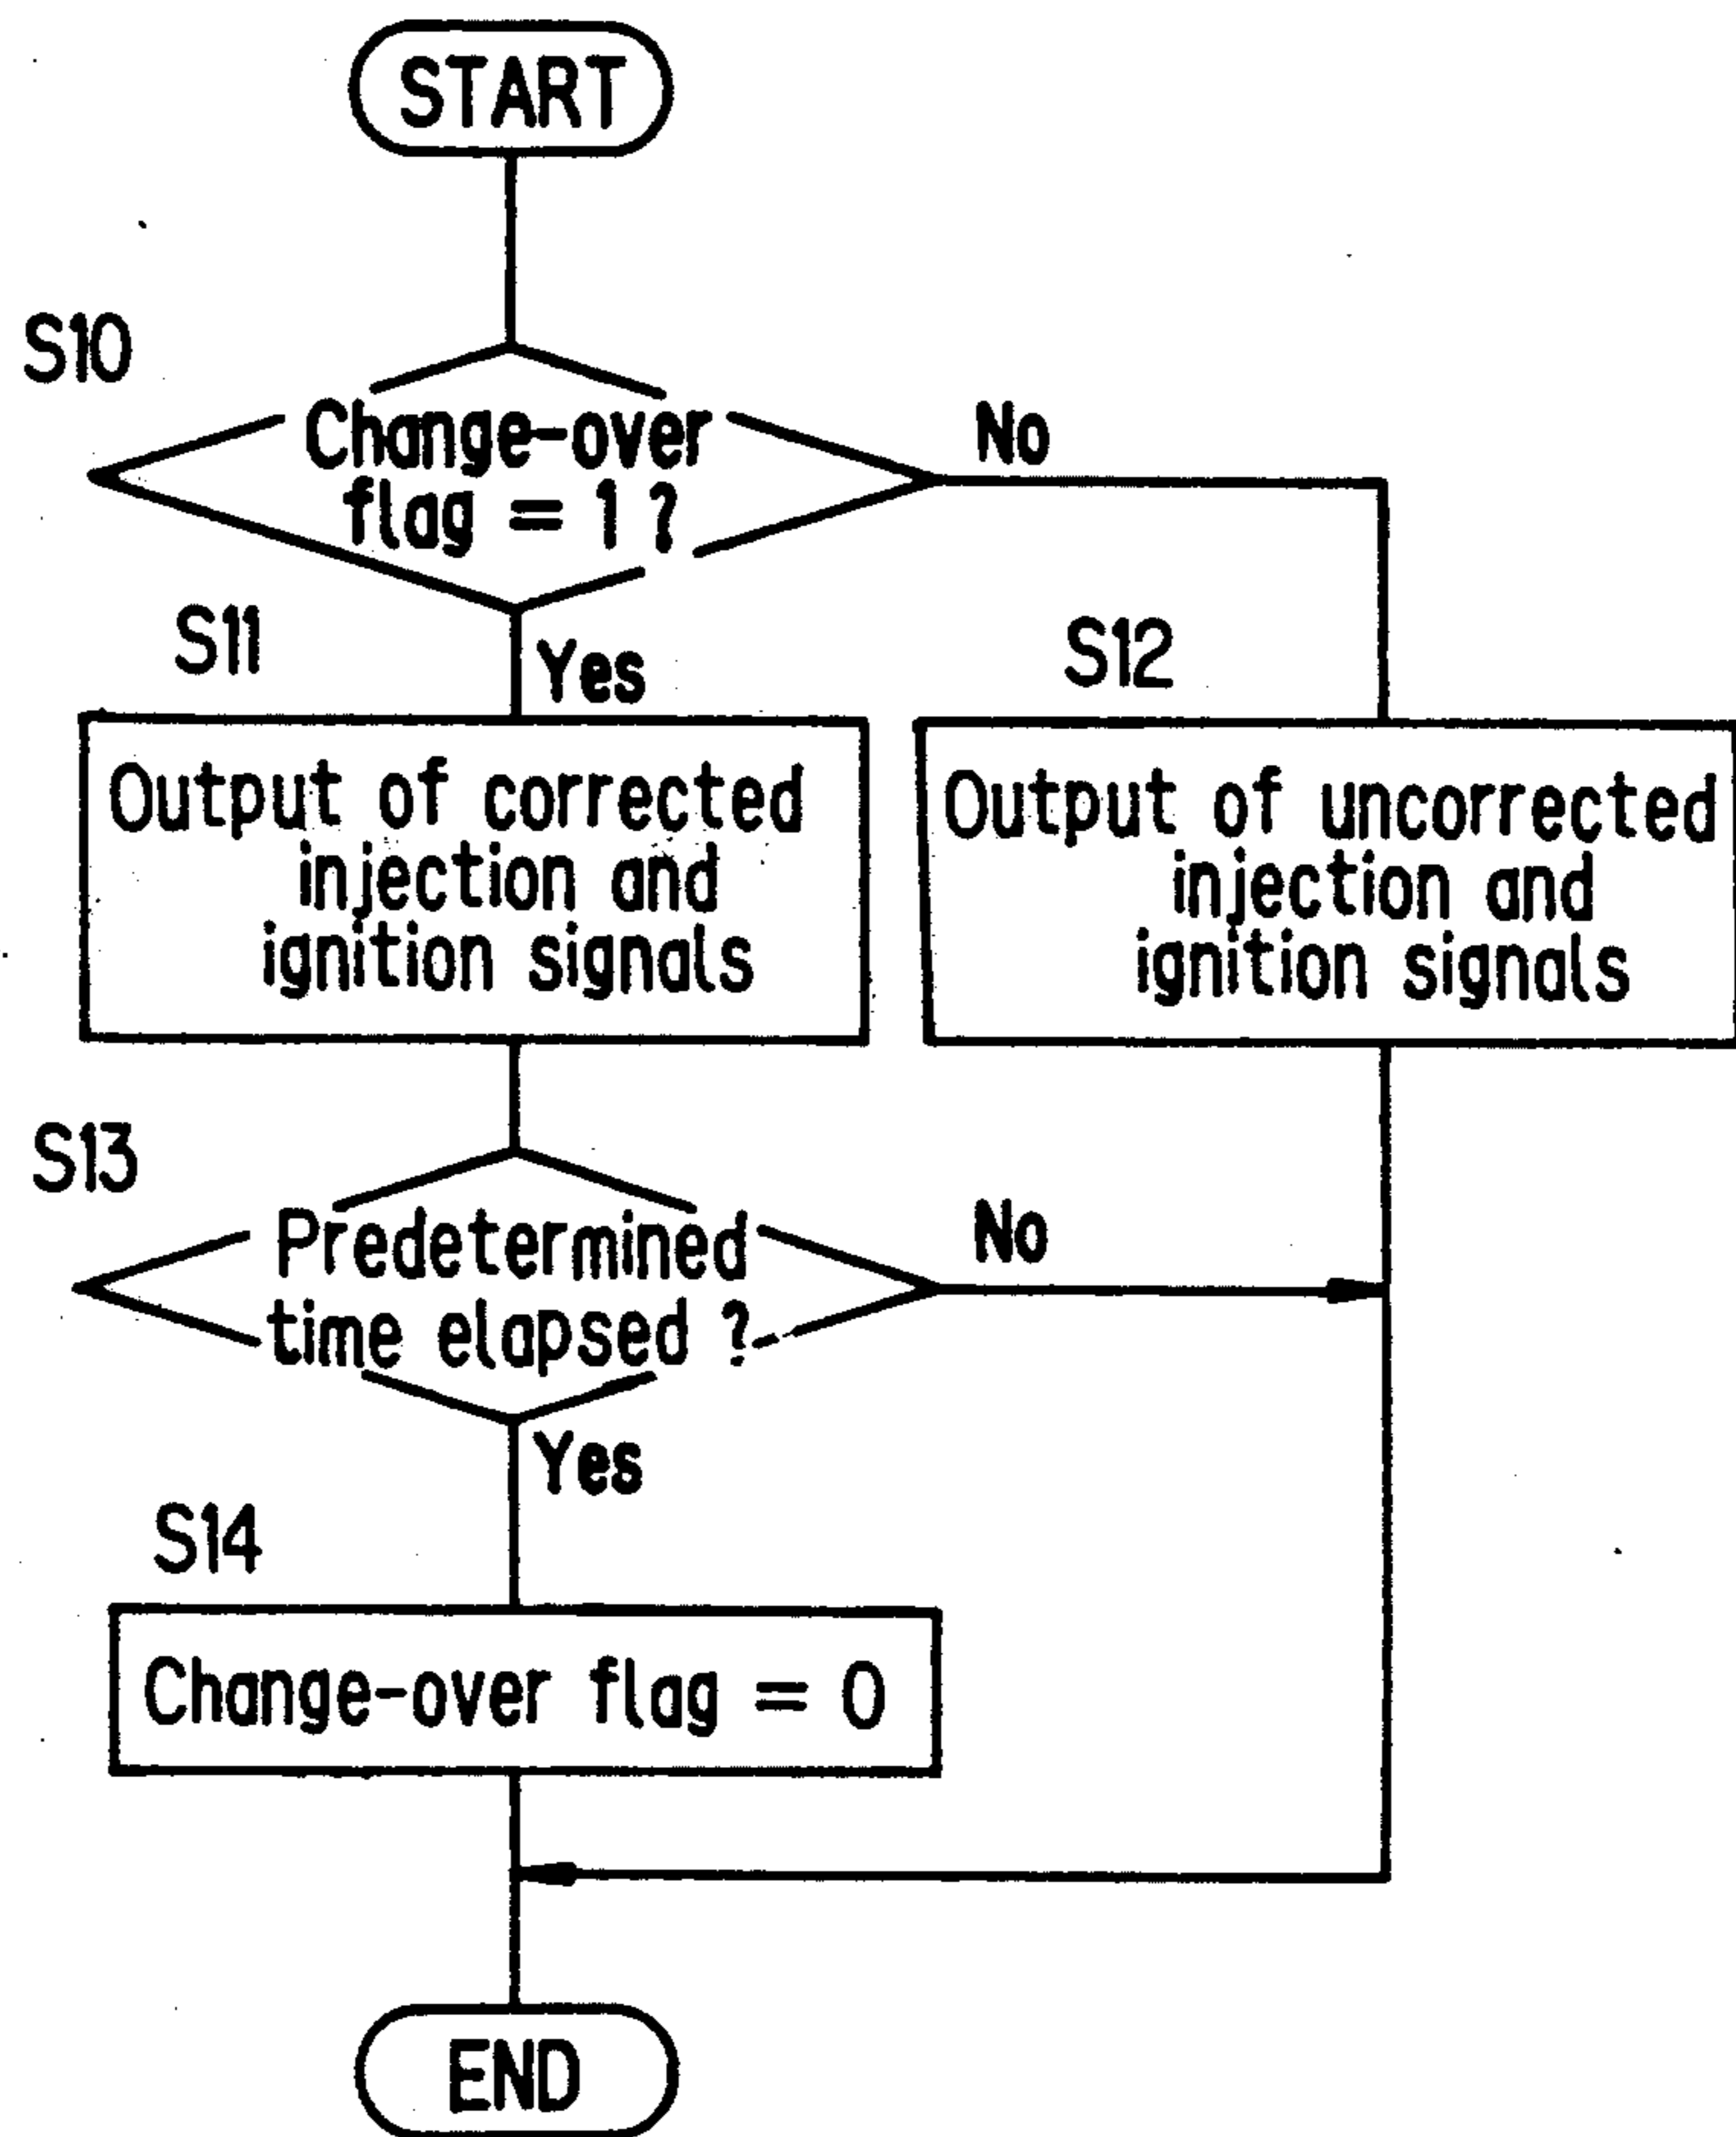 START
S10
Change-over
flag = 1 ?
No
S11
Yes
S12
Output of corrected
injection and
ignition signals
Output of uncorrected
injection and
ignition signals
S13
Predetermined
time elapsed ?
No
Yes
S14
Change-over flag = 0
END